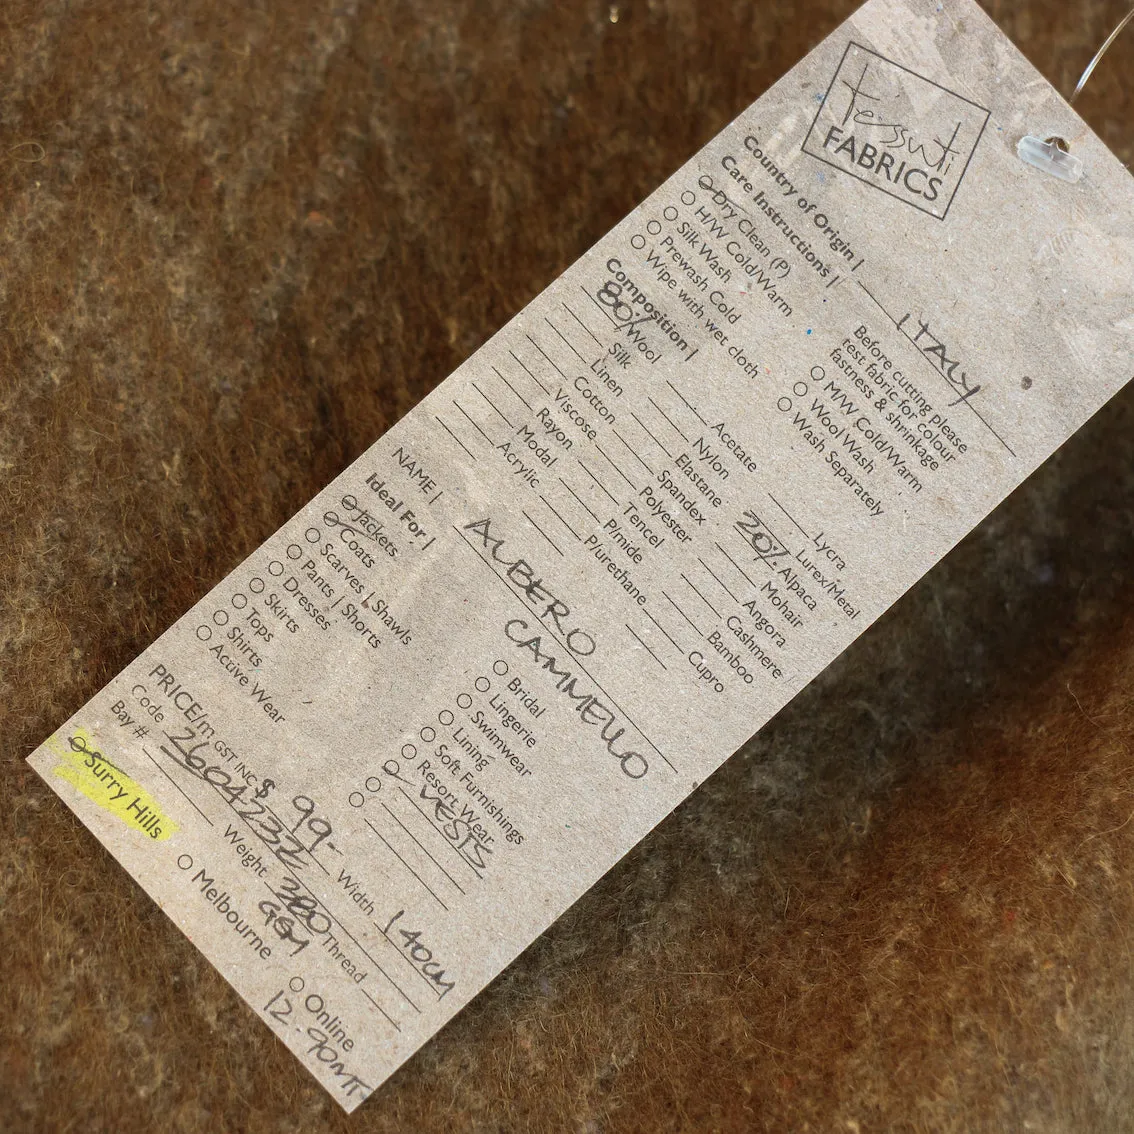 Tessuti
FABRICS
Country of Origin | ITALY
Care Instructions |
Dry Clean (P)
H/W Cold/Warm
Silk Wash
Prewash Cold
Wipe with wet cloth
Before cutting please
test fabric for colour
fastness & shrinkage
M/W Cold/Warm
Wool Wash
Wash Separately
Composition |
80% Wool
Silk
Linen
Cotton
Viscose
Rayon
Modal
Acrylic
Acetate
Nylon
Elastane
Spandex
Polyester
Tencel
P/mide
P/urethane
Lycra
Lurex/Metal
20% Alpaca
Mohair
Angora
Cashmere
Bamboo
Cupro
NAME | ALBERO
CAMMELLO
Ideal For |
Jackets
Coats
Scarves | Shawls
Pants | Shorts
Dresses
Skirts
Tops
Shirts
Active Wear
Bridal
Lingerie
Swimwear
Lining
Soft Furnishings
Resort Wear
VESTS
PRICE/m GST INC $ 99- Width 140CM
Code 2604232 Weight 380 GSM Thread
Bay #
Surry Hills
Melbourne
Online
12.90MT